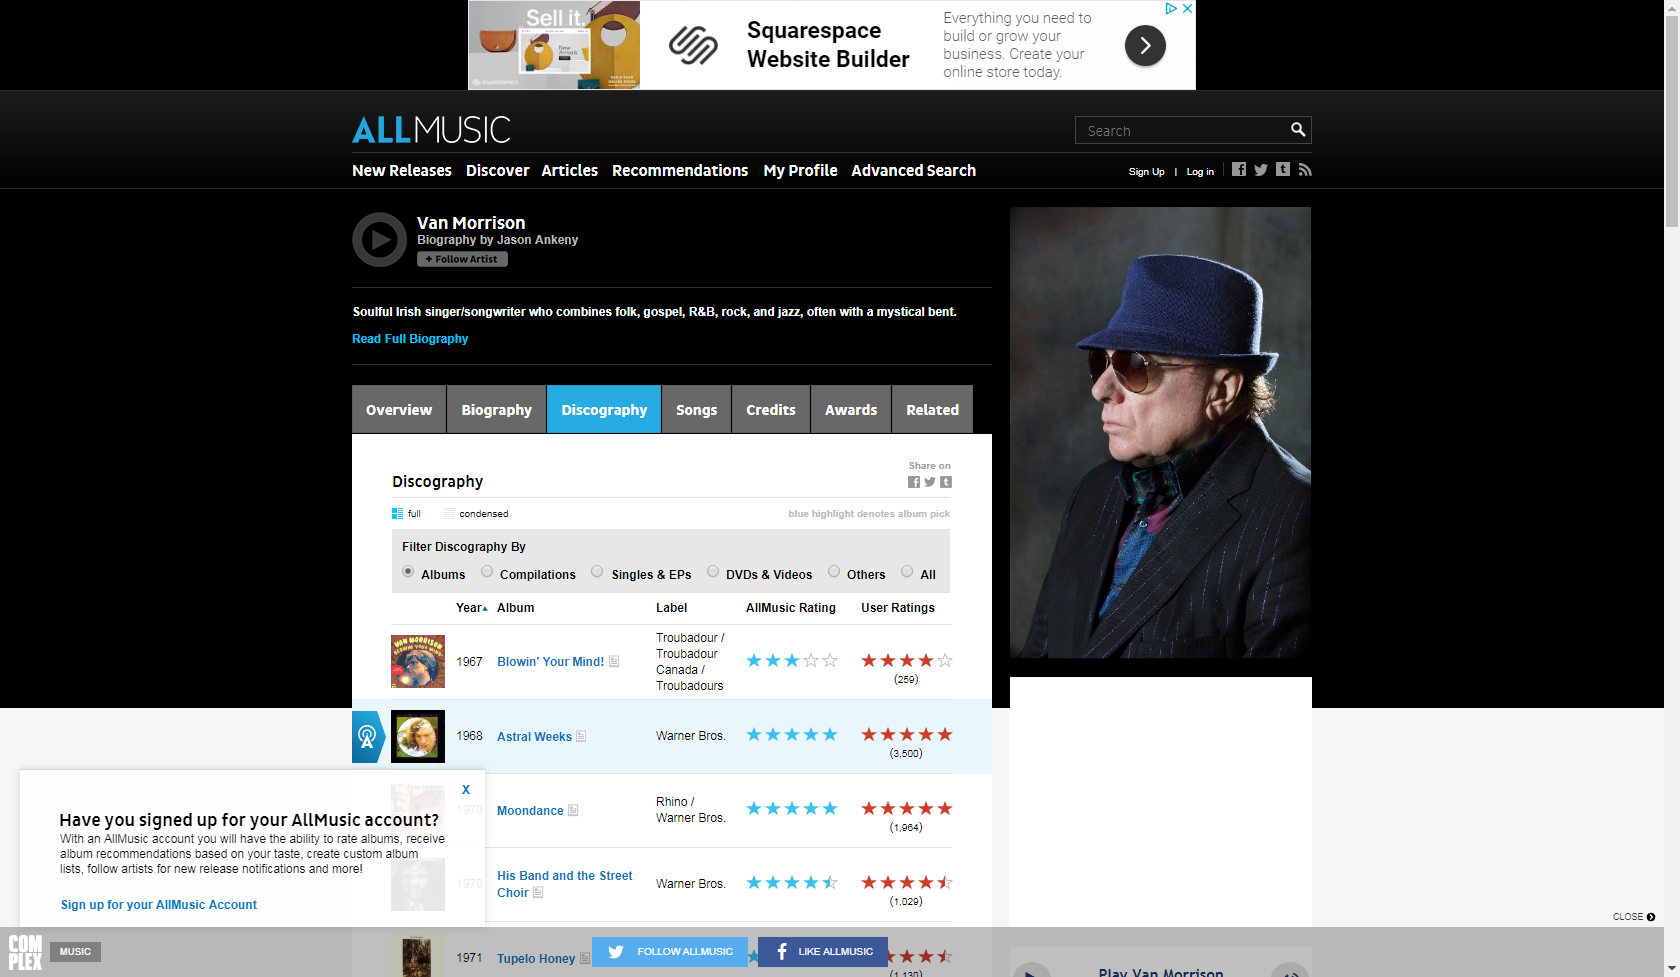 Sell it.
Squarespace
Website Builder
Everything you need to
build or grow your
business. Create your
online store today.
ALLMUSIC
Search
New Releases Discover Articles Recommendations My Profile Advanced Search
Sign Up | Log in
Van Morrison
Biography by Jason Ankeny
+ Follow Artist
Soulful Irish singer/songwriter who combines folk, gospel, R&B, rock, and jazz, often with a mystical bent.
Read Full Biography
Overview Biography Discography Songs Credits Awards Related
Share on
Discography
full condensed blue highlight denotes album pick
Filter Discography By
Albums Compilations Singles & EPs DVDs & Videos Others All
Year Album Label AllMusic Rating User Ratings
VAN MORRISON
BLOWIN' YOUR MIND!
1967 Blowin' Your Mind!
Troubadour /
Troubadour
Canada /
Troubadours
(259)
1968 Astral Weeks Warner Bros.
(3,500)
1970 Moondance
Rhino /
Warner Bros.
(1,964)
1970 His Band and the Street
Choir
Warner Bros.
(1,029)
1971 Tupelo Honey
(1,130)
X
Have you signed up for your AllMusic account?
With an AllMusic account you will have the ability to rate albums, receive
album recommendations based on your taste, create custom album
lists, follow artists for new release notifications and more!
Sign up for your AllMusic Account
CLOSE
COM
PLEX
MUSIC
FOLLOW ALLMUSIC
LIKE ALLMUSIC
Play Van Morrison